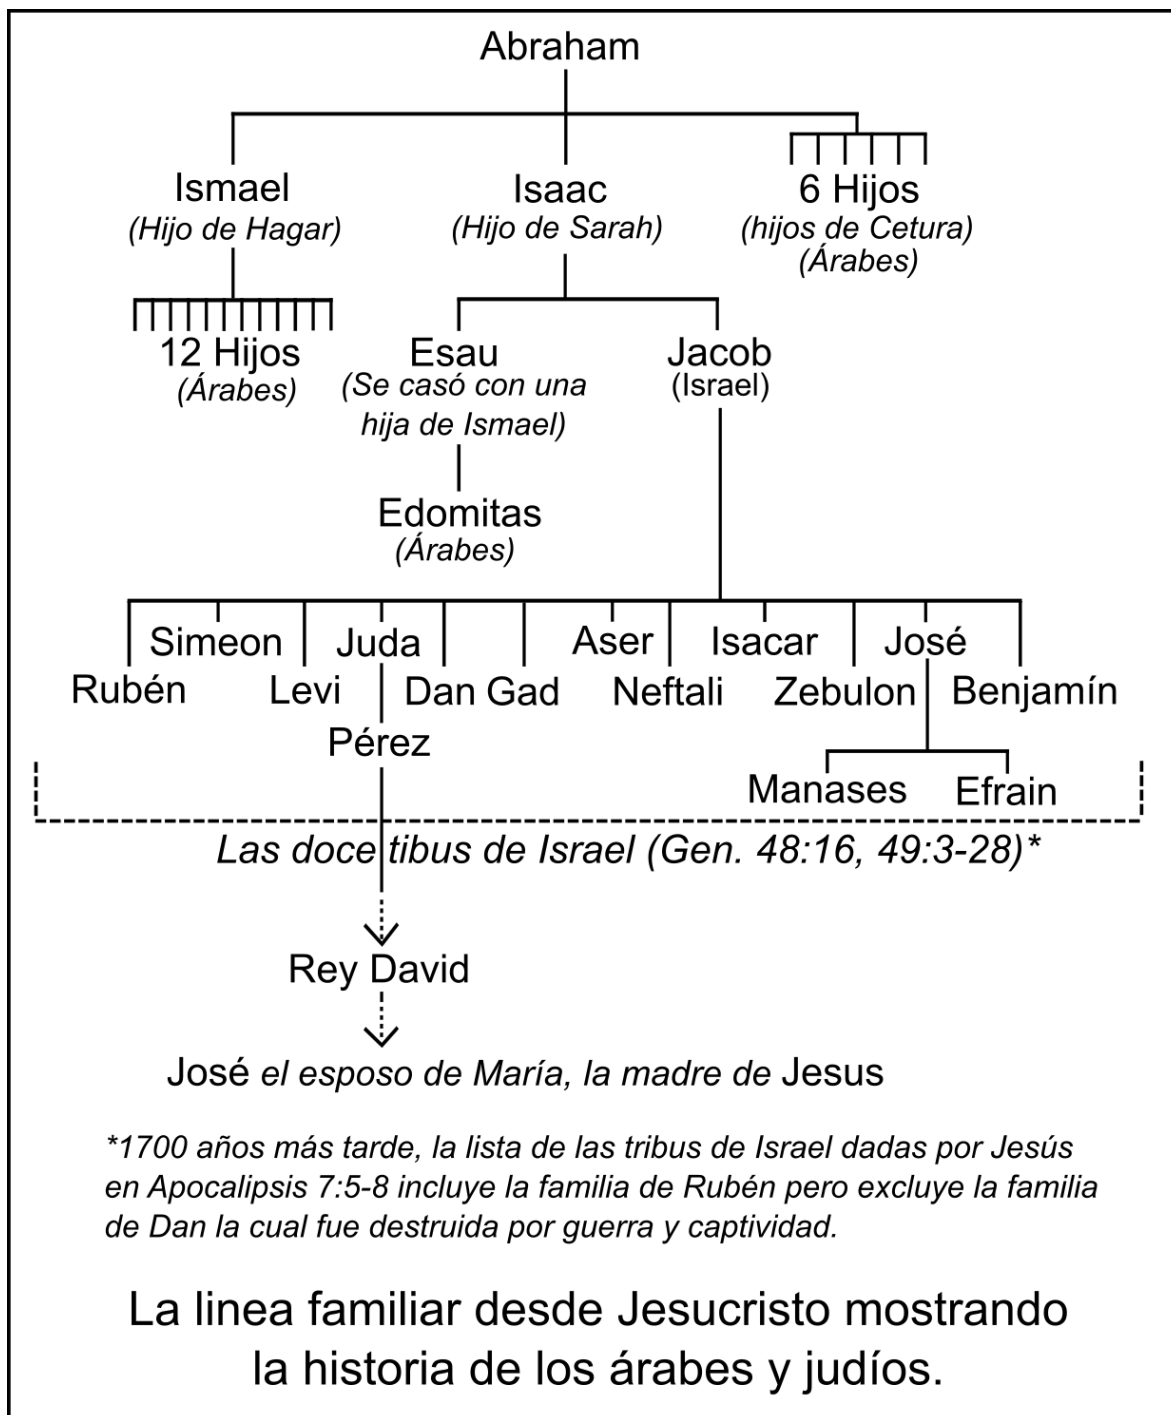 Abraham
Ismael
(Hijo de Hagar)
Isaac
(Hijo de Sarah)
6 Hijos
(hijos de Cetura)
(Árabes)
12 Hijos
(Árabes)
Esau
(Se casó con una
hija de Ismael)
Jacob
(Israel)
Edomitas
(Árabes)
Simeon Juda Aser Isacar José
Rubén Levi Dan Gad Neftali Zebulon Benjamín
Pérez
Manases Efrain
Las doce tibus de Israel (Gen. 48:16, 49:3-28)*
Rey David
José el esposo de María, la madre de Jesus
*1700 años más tarde, la lista de las tribus de Israel dadas por Jesús
en Apocalipsis 7:5-8 incluye la familia de Rubén pero excluye la familia
de Dan la cual fue destruida por guerra y captividad.
La linea familiar desde Jesucristo mostrando
la historia de los árabes y judíos.